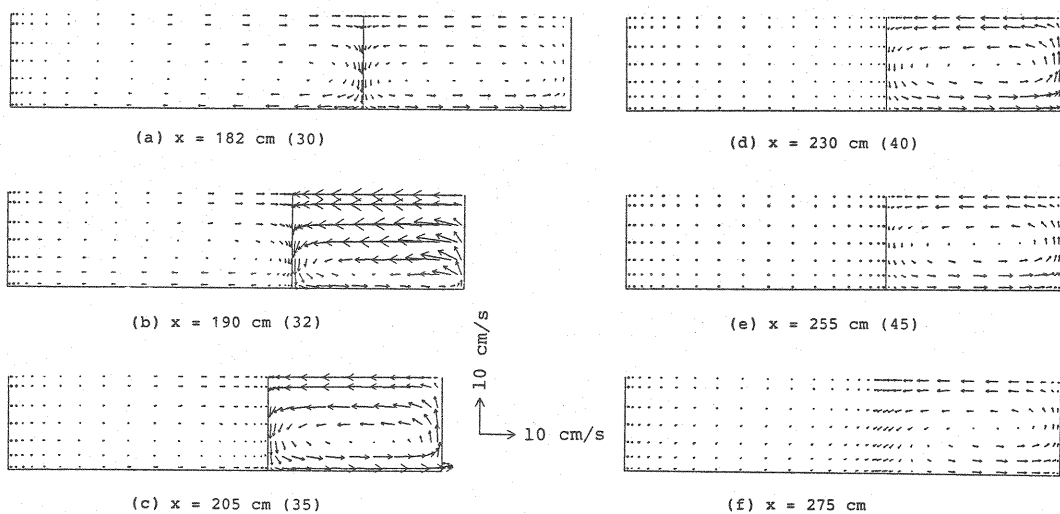 (a) x = 182 cm (30)
(b) x = 190 cm (32)
(c) x = 205 cm (35)
10 cm/s
10 cm/s
(d) x = 230 cm (40)
(e) x = 255 cm (45)
(f) x = 275 cm